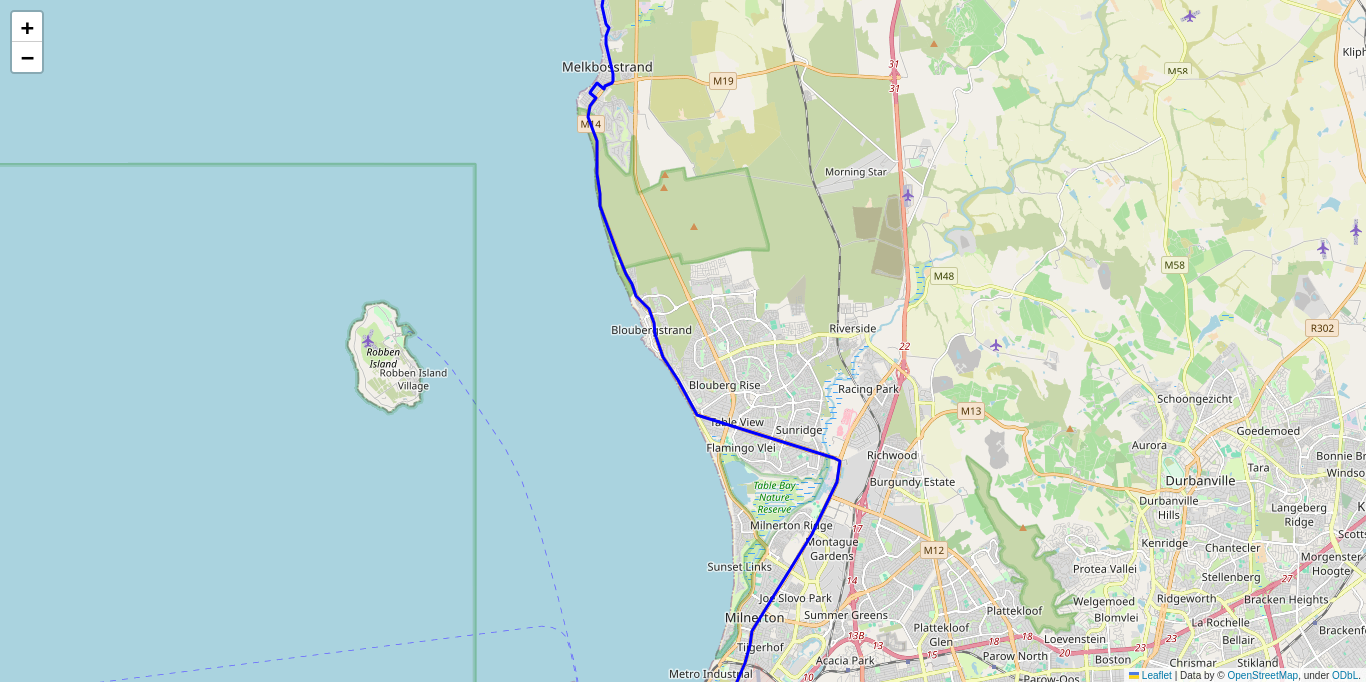 +
−
Melkbosstrand
M19
31
31
M58
Kliph
M14
Morning Star
M58
M48
R302
Riverside
22
Bloubergstrand
Robben
Island
Robben Island
Village
Blouberg Rise
Racing Park
Schoongezicht
M13
Table View
Sunridge
Goedemoed
Flamingo Vlei
Richwood
Aurora
Bonnie Br
Tara
Windso
Table Bay
Nature
Reserve
Burgundy Estate
Durbanville
Durbanville
Hills
Langeberg
Ridge
K
Milnerton Ridge
17
Scotts
Montague
Gardens
M12
Kenridge
Chantecler
Morgenster
Hoogte
Sunset Links
Protea Vallei
Stellenberg
27
14
Joe Slovo Park
Summer Greens
Plattekloof
Welgemoed
Ridgeworth
Bracken Heights
Milnerton
Blomvlei
La Rochelle
Plattekloof
Glen
13B
18
18
Loevenstein
23
Bellair
Brackenf
Tijgerhof
15
Parow North
20
Boston
Chrismar
Stikland
Acacia Park
Metro Industrial
10
Parow-Oos
Leaflet | Data by © OpenStreetMap, under ODbL.